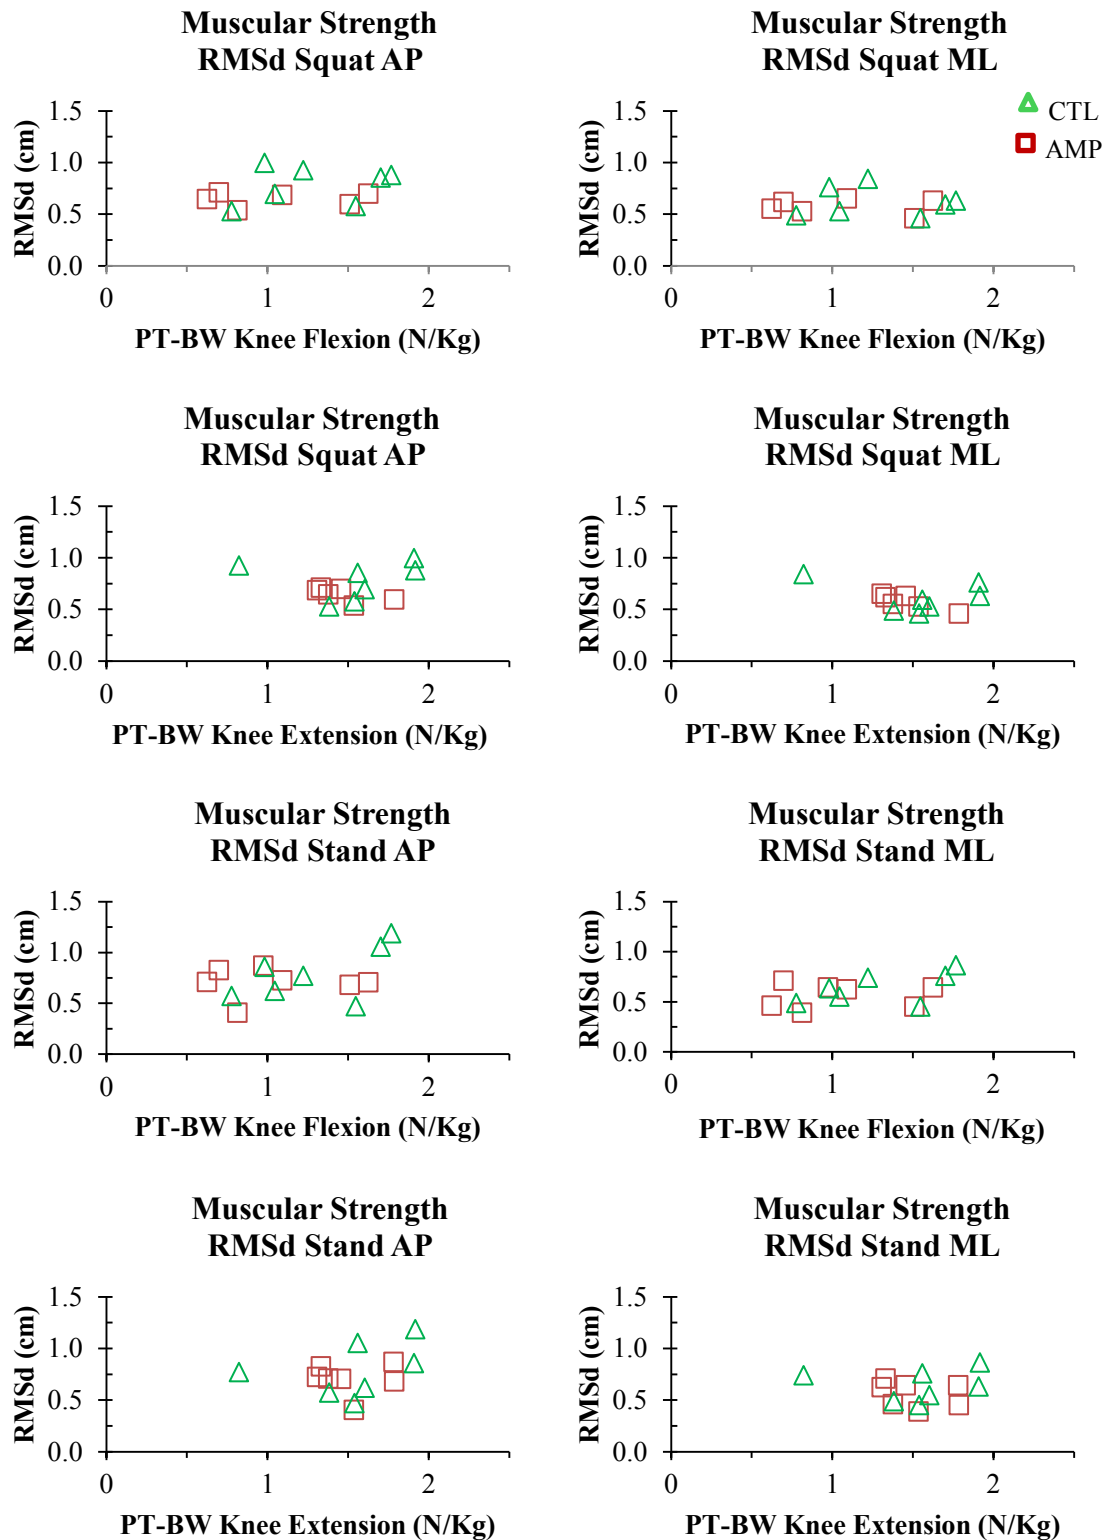 Muscular Strength
RMSd Squat AP
1.5
1.0
0.5
0.0
RMSd (cm)
0
1
2
PT-BW Knee Flexion (N/Kg)
Muscular Strength
RMSd Squat ML
CTL
AMP
1.5
1.0
0.5
0.0
RMSd (cm)
0
1
2
PT-BW Knee Flexion (N/Kg)
Muscular Strength
RMSd Squat AP
1.5
1.0
0.5
0.0
RMSd (cm)
0
1
2
PT-BW Knee Extension (N/Kg)
Muscular Strength
RMSd Squat ML
1.5
1.0
0.5
0.0
RMSd (cm)
0
1
2
PT-BW Knee Extension (N/Kg)
Muscular Strength
RMSd Stand AP
1.5
1.0
0.5
0.0
RMSd (cm)
0
1
2
PT-BW Knee Flexion (N/Kg)
Muscular Strength
RMSd Stand ML
1.5
1.0
0.5
0.0
RMSd (cm)
0
1
2
PT-BW Knee Flexion (N/Kg)
Muscular Strength
RMSd Stand AP
1.5
1.0
0.5
0.0
RMSd (cm)
0
1
2
PT-BW Knee Extension (N/Kg)
Muscular Strength
RMSd Stand ML
1.5
1.0
0.5
0.0
RMSd (cm)
0
1
2
PT-BW Knee Extension (N/Kg)